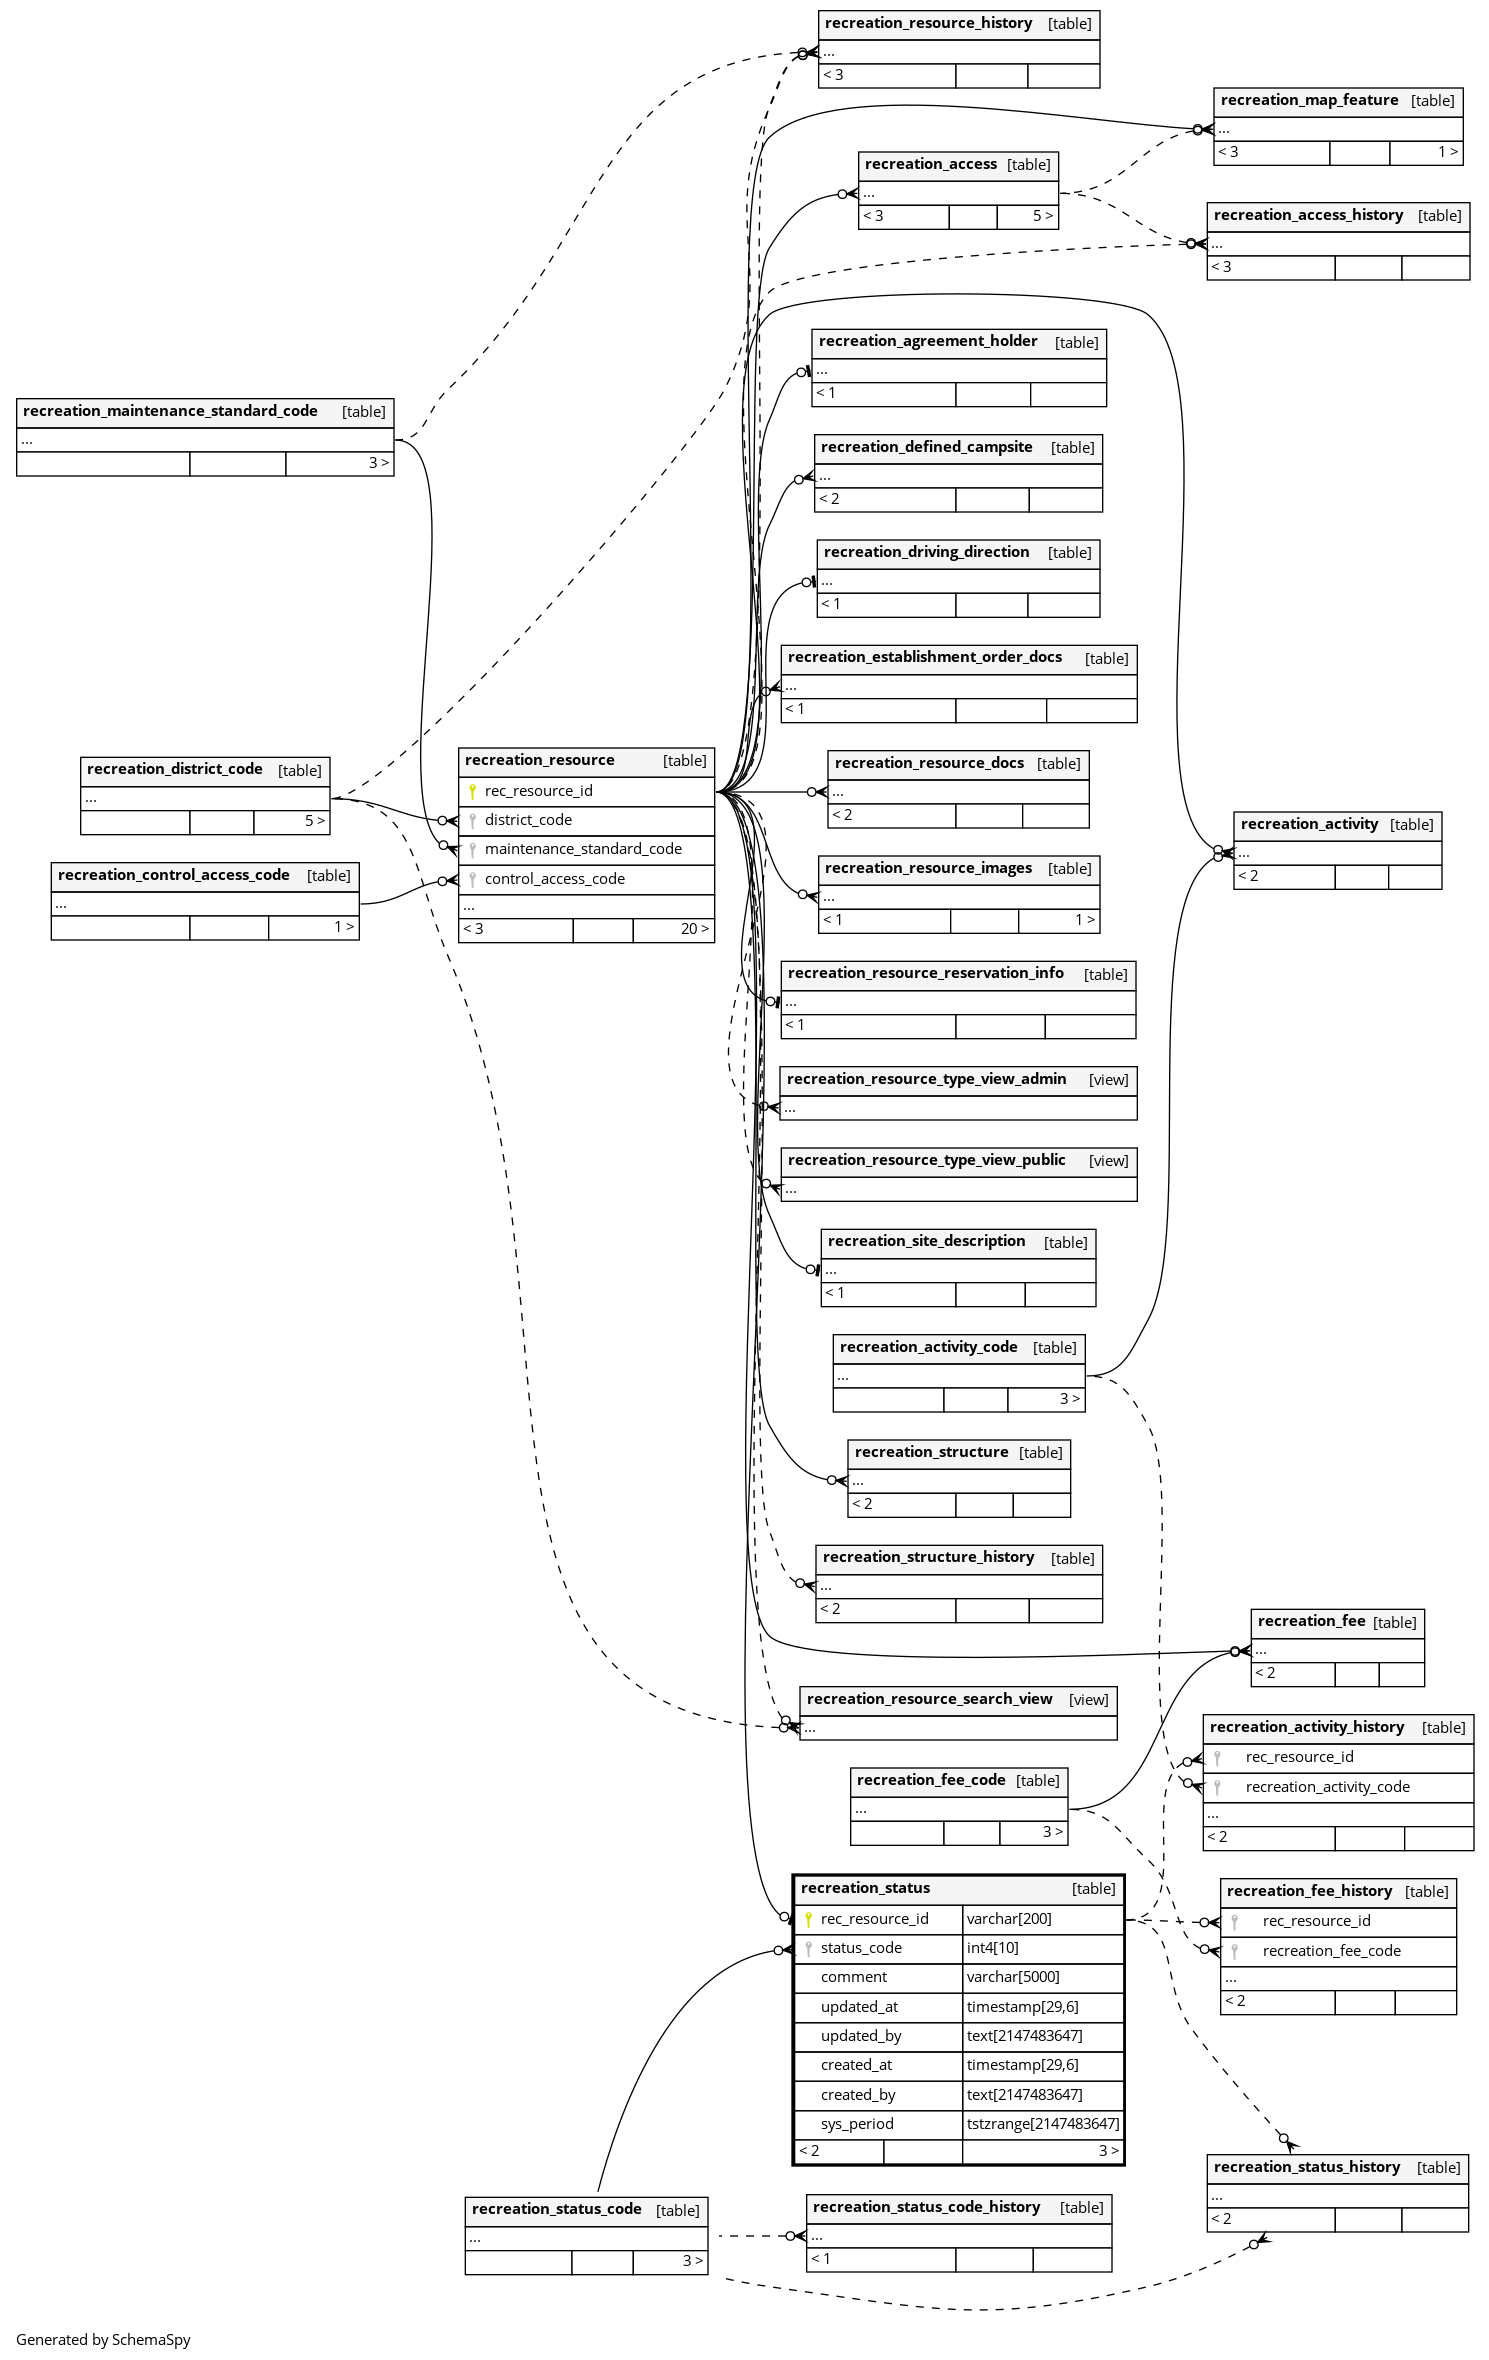 recreation_resource_history [table]
...
< 3
recreation_map_feature [table]
...
< 3 1 >
recreation_access [table]
...
< 3 5 >
recreation_access_history [table]
...
< 3
recreation_agreement_holder [table]
...
< 1
recreation_maintenance_standard_code [table]
...
3 >
recreation_defined_campsite [table]
...
< 2
recreation_driving_direction [table]
...
< 1
recreation_establishment_order_docs [table]
...
< 1
recreation_district_code [table]
...
5 >
recreation_control_access_code [table]
...
1 >
recreation_resource [table]
rec_resource_id
district_code
maintenance_standard_code
control_access_code
...
< 3 20 >
recreation_resource_docs [table]
...
< 2
recreation_activity [table]
...
< 2
recreation_resource_images [table]
...
< 1 1 >
recreation_resource_reservation_info [table]
...
< 1
recreation_resource_type_view_admin [view]
...
recreation_resource_type_view_public [view]
...
recreation_site_description [table]
...
< 1
recreation_activity_code [table]
...
3 >
recreation_structure [table]
...
< 2
recreation_structure_history [table]
...
< 2
recreation_fee [table]
...
< 2
recreation_resource_search_view [view]
...
recreation_activity_history [table]
rec_resource_id
recreation_activity_code
...
< 2
recreation_fee_code [table]
...
3 >
recreation_status [table]
rec_resource_id varchar[200]
status_code int4[10]
comment varchar[5000]
updated_at timestamp[29,6]
updated_by text[2147483647]
created_at timestamp[29,6]
created_by text[2147483647]
sys_period tstzrange[2147483647]
< 2 3 >
recreation_fee_history [table]
rec_resource_id
recreation_fee_code
...
< 2
recreation_status_history [table]
...
< 2
recreation_status_code [table]
...
3 >
recreation_status_code_history [table]
...
< 1
Generated by SchemaSpy